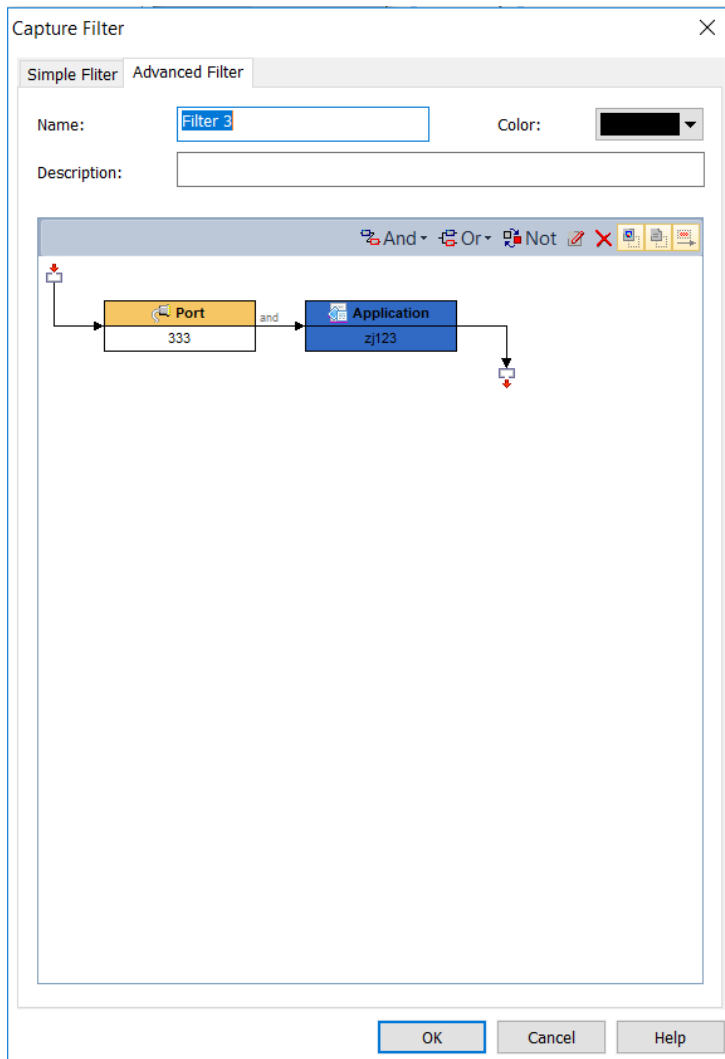 Capture Filter
Simple Fliter Advanced Filter
Name: Filter 3 Color:
Description:
And Or Not
Port and Application
333 zj123
OK Cancel Help